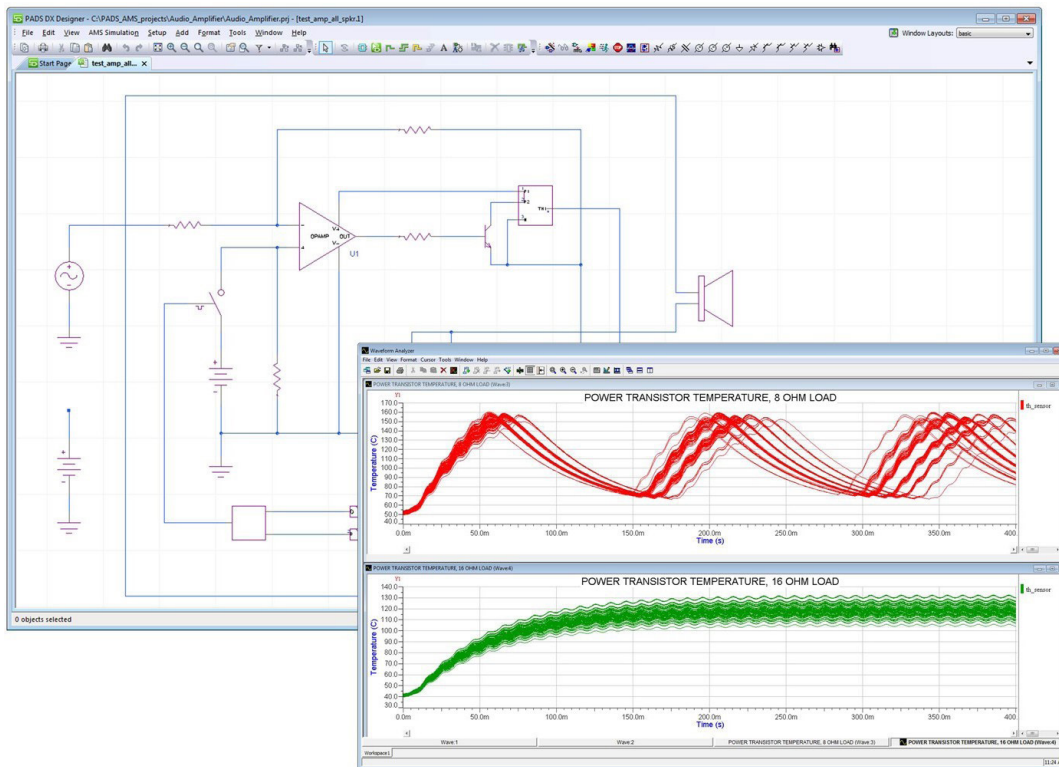 PADS DX Designer - C:\PADS_AMS_projects\Audio_Amplifier\Audio_Amplifier.prj - [test_amp_all_spkr.1]
File Edit View AMS Simulation Setup Add Format Tools Window Help
Window Layouts: basic
Start Page test_amp_all...
OPAMP
V+
V-
OUT
U1
Waveform Analyzer
File Edit View Format Cursor Tools Window Help
POWER TRANSISTOR TEMPERATURE, 8 OHM LOAD (Wave:3)
POWER TRANSISTOR TEMPERATURE, 8 OHM LOAD
Y1
170.0
160.0
150.0
140.0
130.0
120.0
110.0
100.0
90.0
80.0
70.0
60.0
50.0
40.0
Temperature (C)
th_sensor
0.0m 50.0m 100.0m 150.0m 200.0m 250.0m 300.0m 350.0m 400.
Time (s)
0 objects selected
POWER TRANSISTOR TEMPERATURE, 16 OHM LOAD (Wave:4)
POWER TRANSISTOR TEMPERATURE, 16 OHM LOAD
Y1
140.0
130.0
120.0
110.0
100.0
90.0
80.0
70.0
60.0
50.0
40.0
30.0
Temperature (C)
th_sensor
0.0m 50.0m 100.0m 150.0m 200.0m 250.0m 300.0m 350.0m 400.
Time (s)
Wave:1 Wave:2 POWER TRANSISTOR TEMPERATURE, 8 OHM LOAD (Wave:3) POWER TRANSISTOR TEMPERATURE, 16 OHM LOAD (Wave:4)
Workspace1
11:24